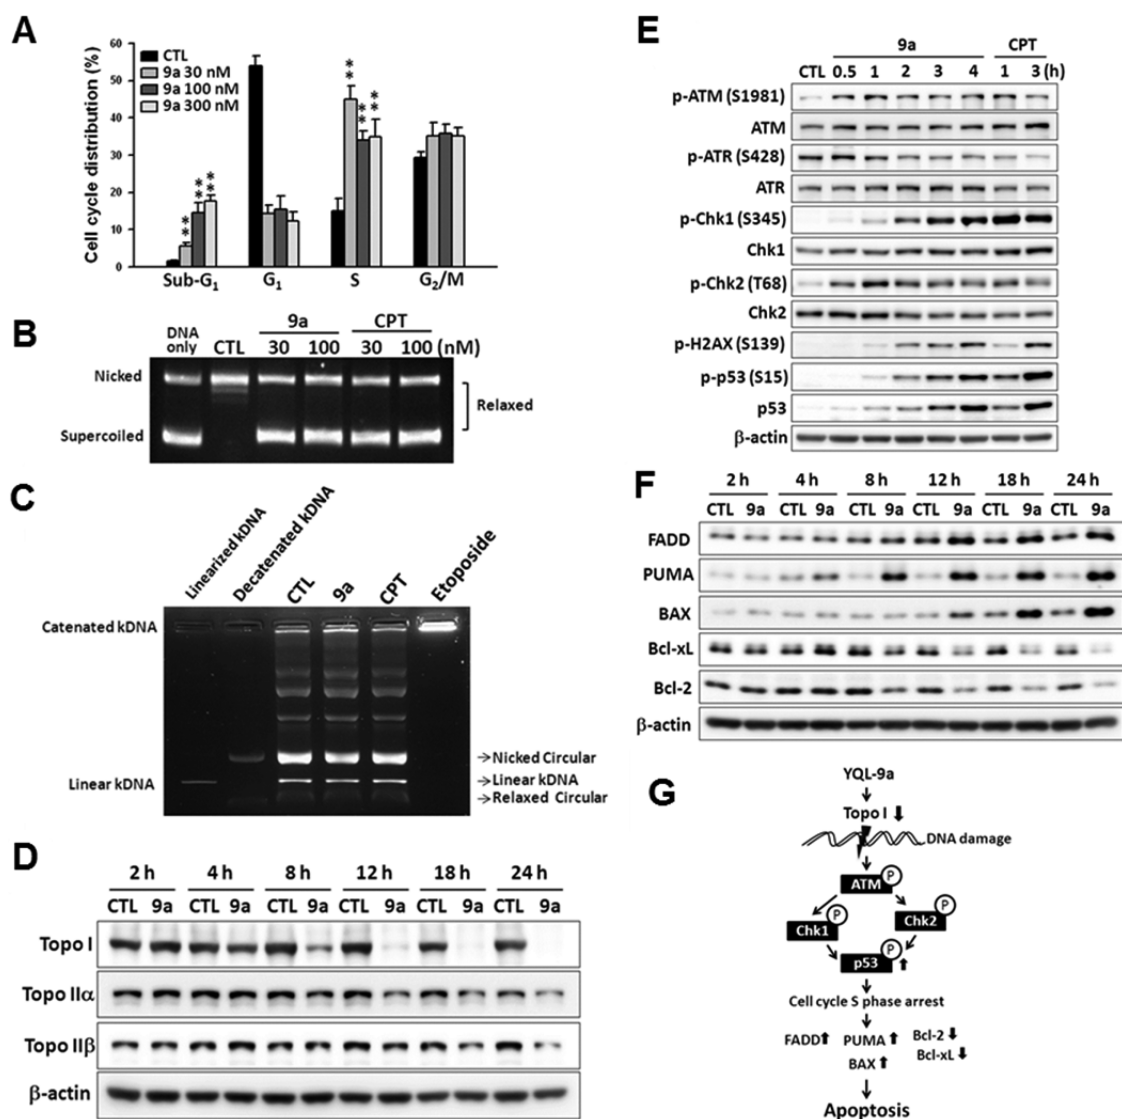 A
Cell cycle distribution (%)
60
50
40
30
20
10
0
CTL
9a 30 nM
9a 100 nM
9a 300 nM
** ** **
** ** **
Sub-G1 G1 S G2/M
B
DNA only CTL 9a CPT
30 100 30 100 (nM)
Nicked
Relaxed
Supercoiled
C
Linearized kDNA
Decatenated kDNA
CTL
9a
CPT
Etoposide
Catenated kDNA
→Nicked Circular
Linear kDNA →Linear kDNA
→Relaxed Circular
D
2 h 4 h 8 h 12 h 18 h 24 h
CTL 9a CTL 9a CTL 9a CTL 9a CTL 9a CTL 9a
Topo I
Topo IIα
Topo IIβ
β-actin
E
9a CPT
CTL 0.5 1 2 3 4 1 3 (h)
p-ATM (S1981)
ATM
p-ATR (S428)
ATR
p-Chk1 (S345)
Chk1
p-Chk2 (T68)
Chk2
p-H2AX (S139)
p-p53 (S15)
p53
β-actin
F
2 h 4 h 8 h 12 h 18 h 24 h
CTL 9a CTL 9a CTL 9a CTL 9a CTL 9a CTL 9a
FADD
PUMA
BAX
Bcl-xL
Bcl-2
β-actin
G
YQL-9a
Topo I ⬇
DNA damage
ATM P
Chk1 P Chk2 P
p53 P ⬆
Cell cycle S phase arrest
FADD⬆ PUMA⬆ Bcl-2⬇
BAX⬆ Bcl-xL⬇
Apoptosis